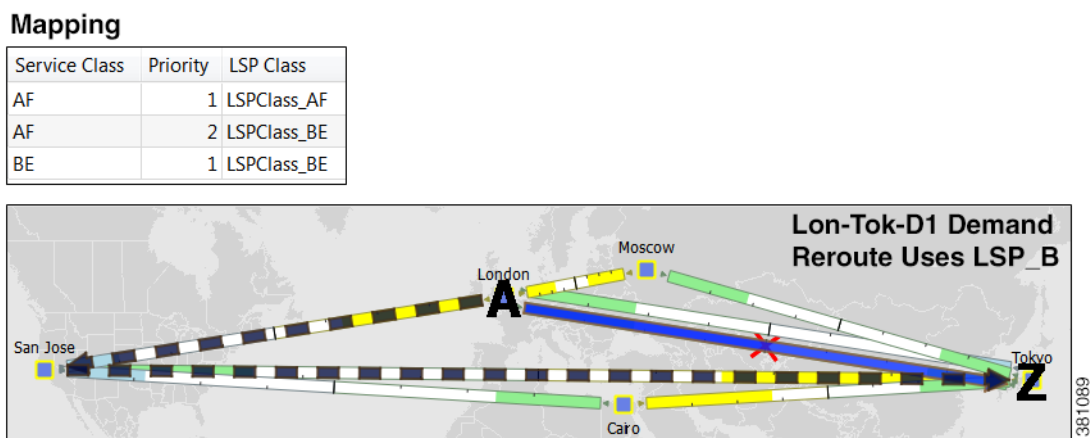 Mapping
Service Class Priority LSP Class
AF 1 LSPClass_AF
AF 2 LSPClass_BE
BE 1 LSPClass_BE
Lon-Tok-D1 Demand
Reroute Uses LSP_B
Moscow
London
A
San Jose
Tokyo
Z
Cairo
381089